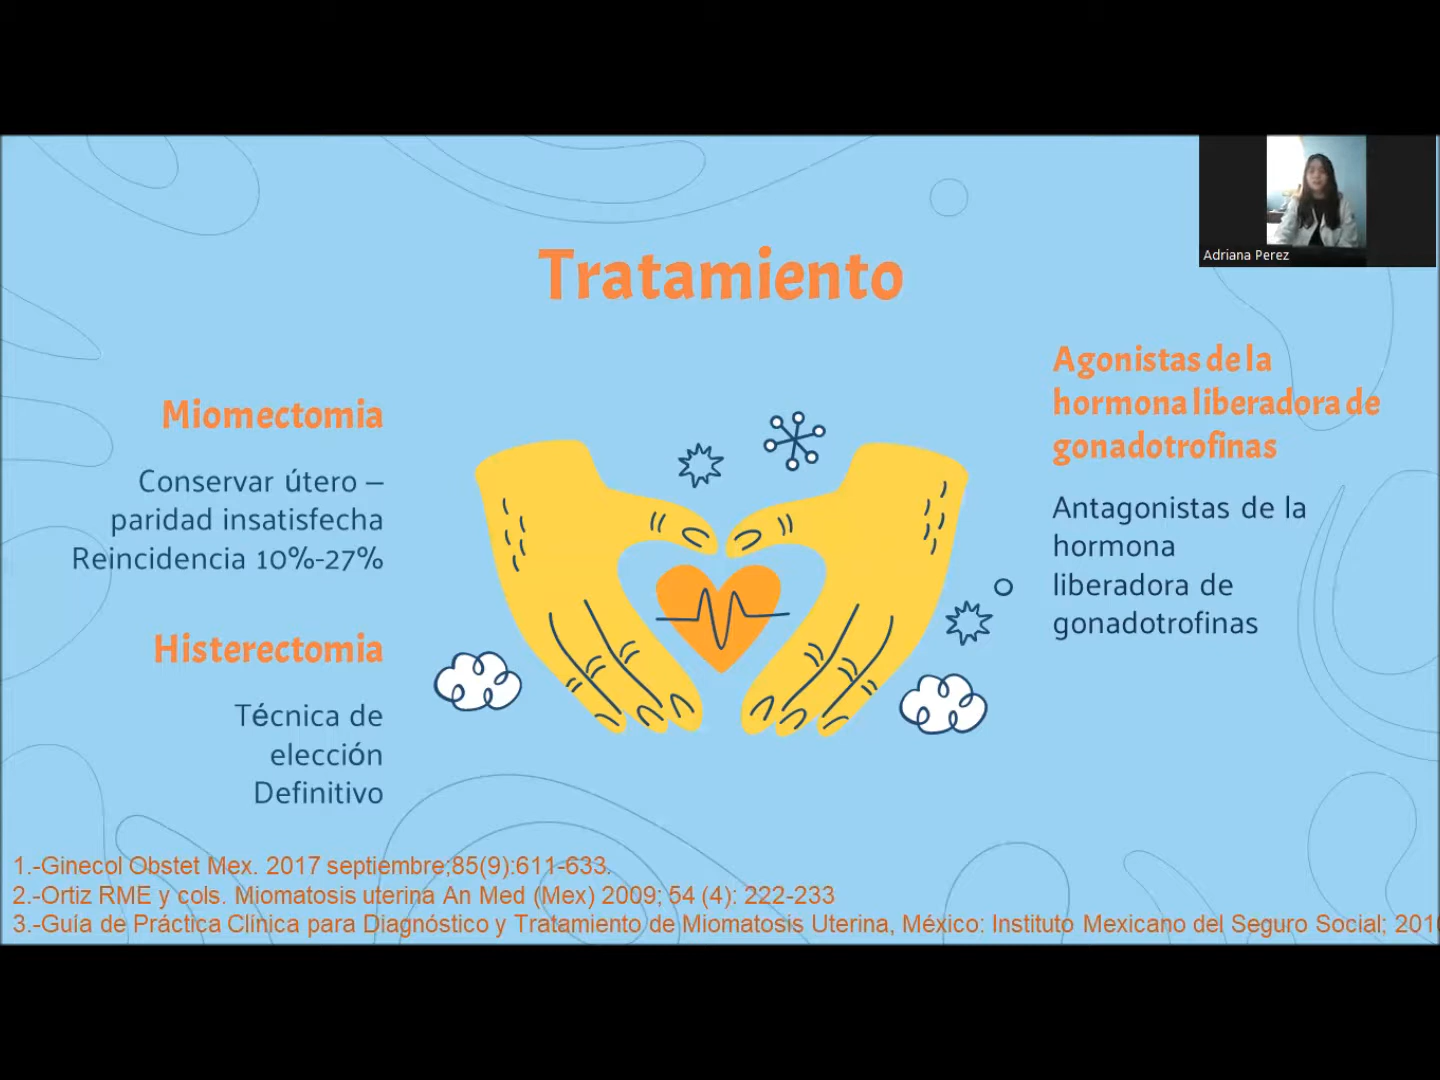 Adriana Perez
Tratamiento
Miomectomia
Conservar útero –
paridad insatisfecha
Reincidencia 10%-27%
Histerectomia
Técnica de
elección
Definitivo
Agonistas de la
hormona liberadora de
gonadotrofinas
Antagonistas de la
hormona
liberadora de
gonadotrofinas
1.-Ginecol Obstet Mex. 2017 septiembre;85(9):611-633.
2.-Ortiz RME y cols. Miomatosis uterina An Med (Mex) 2009; 54 (4): 222-233
3.-Guía de Práctica Clínica para Diagnóstico y Tratamiento de Miomatosis Uterina, México: Instituto Mexicano del Seguro Social;